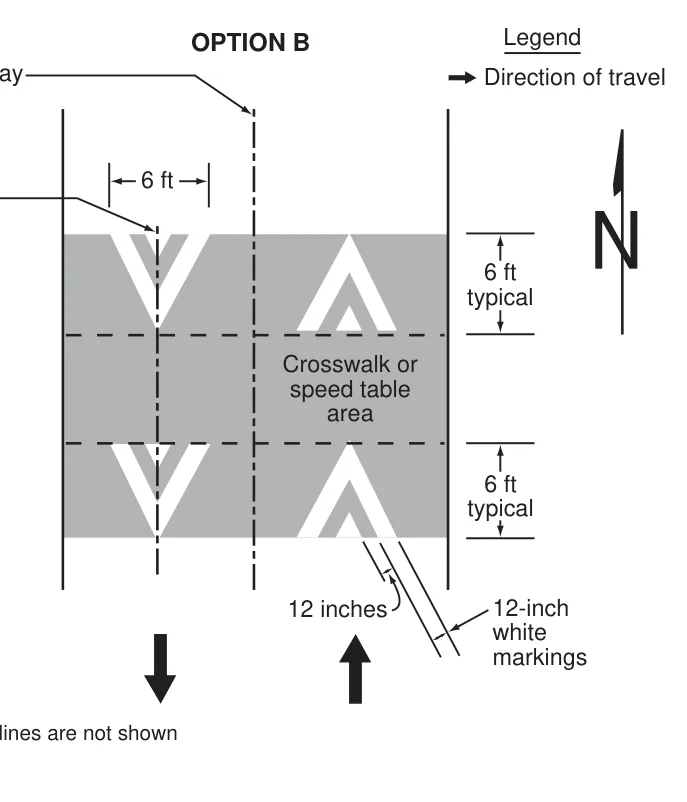 OPTION B
Legend
ay
Direction of travel
6 ft
N
6 ft
typical
Crosswalk or
speed table
area
6 ft
typical
12 inches
12-inch
white
markings
lines are not shown